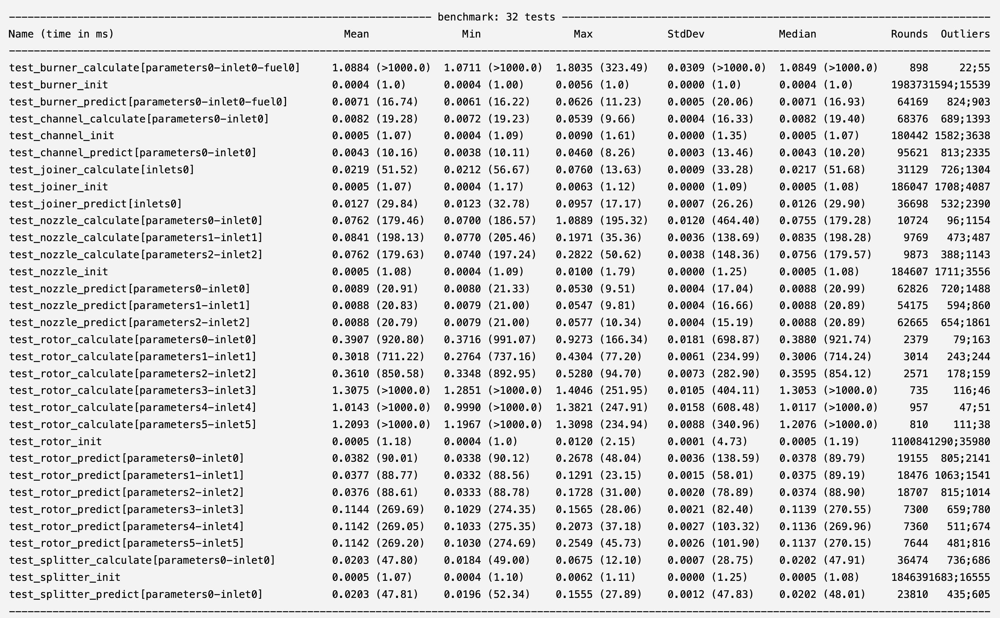 benchmark: 32 tests
Name (time in ms) Mean Min Max StdDev Median Rounds Outliers
test_burner_calculate[parameters0-inlet0-fuel0] 1.0884 (>1000.0) 1.0711 (>1000.0) 1.8035 (323.49) 0.0309 (>1000.0) 1.0849 (>1000.0) 898 22;55
test_burner_init 0.0004 (1.0) 0.0004 (1.00) 0.0056 (1.0) 0.0000 (1.0) 0.0004 (1.0) 1983731594;15539
test_burner_predict[parameters0-inlet0-fuel0] 0.0071 (16.74) 0.0061 (16.22) 0.0626 (11.23) 0.0005 (20.06) 0.0071 (16.93) 64169 824;903
test_channel_calculate[parameters0-inlet0] 0.0082 (19.28) 0.0072 (19.23) 0.0539 (9.66) 0.0004 (16.33) 0.0082 (19.40) 68376 689;1393
test_channel_init 0.0005 (1.07) 0.0004 (1.09) 0.0090 (1.61) 0.0000 (1.35) 0.0005 (1.07) 180442 1582;3638
test_channel_predict[parameters0-inlet0] 0.0043 (10.16) 0.0038 (10.11) 0.0460 (8.26) 0.0003 (13.46) 0.0043 (10.20) 95621 813;2335
test_joiner_calculate[inlets0] 0.0219 (51.52) 0.0212 (56.67) 0.0760 (13.63) 0.0009 (33.28) 0.0217 (51.68) 31129 726;1304
test_joiner_init 0.0005 (1.07) 0.0004 (1.17) 0.0063 (1.12) 0.0000 (1.09) 0.0005 (1.08) 186047 1708;4087
test_joiner_predict[inlets0] 0.0127 (29.84) 0.0123 (32.78) 0.0957 (17.17) 0.0007 (26.26) 0.0126 (29.90) 36698 532;2390
test_nozzle_calculate[parameters0-inlet0] 0.0762 (179.46) 0.0700 (186.57) 1.0889 (195.32) 0.0120 (464.40) 0.0755 (179.28) 10724 96;1154
test_nozzle_calculate[parameters1-inlet1] 0.0841 (198.13) 0.0770 (205.46) 0.1971 (35.36) 0.0036 (138.69) 0.0835 (198.28) 9769 473;487
test_nozzle_calculate[parameters2-inlet2] 0.0762 (179.63) 0.0740 (197.24) 0.2822 (50.62) 0.0038 (148.36) 0.0756 (179.57) 9873 388;1143
test_nozzle_init 0.0005 (1.08) 0.0004 (1.09) 0.0100 (1.79) 0.0000 (1.25) 0.0005 (1.08) 184607 1711;3556
test_nozzle_predict[parameters0-inlet0] 0.0089 (20.91) 0.0080 (21.33) 0.0530 (9.51) 0.0004 (17.04) 0.0088 (20.99) 62826 720;1488
test_nozzle_predict[parameters1-inlet1] 0.0088 (20.83) 0.0079 (21.00) 0.0547 (9.81) 0.0004 (16.66) 0.0088 (20.89) 54175 594;860
test_nozzle_predict[parameters2-inlet2] 0.0088 (20.79) 0.0079 (21.00) 0.0577 (10.34) 0.0004 (15.19) 0.0088 (20.89) 62665 654;1861
test_rotor_calculate[parameters0-inlet0] 0.3907 (920.80) 0.3716 (991.07) 0.9273 (166.34) 0.0181 (698.87) 0.3880 (921.74) 2379 79;163
test_rotor_calculate[parameters1-inlet1] 0.3018 (711.22) 0.2764 (737.16) 0.4304 (77.20) 0.0061 (234.99) 0.3006 (714.24) 3014 243;244
test_rotor_calculate[parameters2-inlet2] 0.3610 (850.58) 0.3348 (892.95) 0.5280 (94.70) 0.0073 (282.90) 0.3595 (854.12) 2571 178;159
test_rotor_calculate[parameters3-inlet3] 1.3075 (>1000.0) 1.2851 (>1000.0) 1.4046 (251.95) 0.0105 (404.11) 1.3053 (>1000.0) 735 116;46
test_rotor_calculate[parameters4-inlet4] 1.0143 (>1000.0) 0.9990 (>1000.0) 1.3821 (247.91) 0.0158 (608.48) 1.0117 (>1000.0) 957 47;51
test_rotor_calculate[parameters5-inlet5] 1.2093 (>1000.0) 1.1967 (>1000.0) 1.3098 (234.94) 0.0088 (340.96) 1.2076 (>1000.0) 810 111;38
test_rotor_init 0.0005 (1.18) 0.0004 (1.0) 0.0120 (2.15) 0.0001 (4.73) 0.0005 (1.19) 1100841290;35980
test_rotor_predict[parameters0-inlet0] 0.0382 (90.01) 0.0338 (90.12) 0.2678 (48.04) 0.0036 (138.59) 0.0378 (89.79) 19155 805;2141
test_rotor_predict[parameters1-inlet1] 0.0377 (88.77) 0.0332 (88.56) 0.1291 (23.15) 0.0015 (58.01) 0.0375 (89.19) 18476 1063;1541
test_rotor_predict[parameters2-inlet2] 0.0376 (88.61) 0.0333 (88.78) 0.1728 (31.00) 0.0020 (78.89) 0.0374 (88.90) 18707 815;1014
test_rotor_predict[parameters3-inlet3] 0.1144 (269.69) 0.1029 (274.35) 0.1565 (28.06) 0.0021 (82.40) 0.1139 (270.55) 7300 659;780
test_rotor_predict[parameters4-inlet4] 0.1142 (269.05) 0.1033 (275.35) 0.2073 (37.18) 0.0027 (103.32) 0.1136 (269.96) 7360 511;674
test_rotor_predict[parameters5-inlet5] 0.1142 (269.20) 0.1030 (274.69) 0.2549 (45.73) 0.0026 (101.90) 0.1137 (270.15) 7644 481;816
test_splitter_calculate[parameters0-inlet0] 0.0203 (47.80) 0.0184 (49.00) 0.0675 (12.10) 0.0007 (28.75) 0.0202 (47.91) 36474 736;686
test_splitter_init 0.0005 (1.07) 0.0004 (1.10) 0.0062 (1.11) 0.0000 (1.25) 0.0005 (1.08) 1846391683;16555
test_splitter_predict[parameters0-inlet0] 0.0203 (47.81) 0.0196 (52.34) 0.1555 (27.89) 0.0012 (47.83) 0.0202 (48.01) 23810 435;605